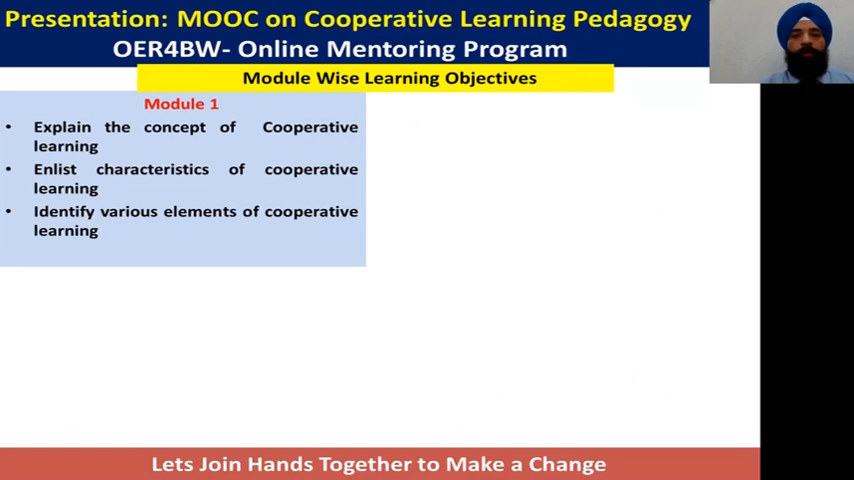 Presentation: MOOC on Cooperative Learning Pedagogy
OER4BW- Online Mentoring Program
Module Wise Learning Objectives
Module 1
• Explain the concept of Cooperative
learning
• Enlist characteristics of cooperative
learning
• Identify various elements of cooperative
learning
Lets Join Hands Together to Make a Change